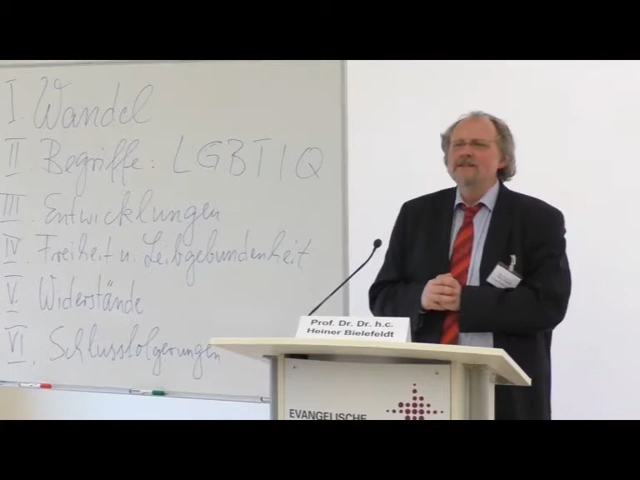 I. Wandel
II Begriffe: LGBTIQ
III. Entwicklungen
IV Freiheit u. Leibgebundenheit
V. Widerstände
VI. Schlussfolgerungen
Prof. Dr. Dr. h.c.
Heiner Bielefeldt
EVANGELISCHE